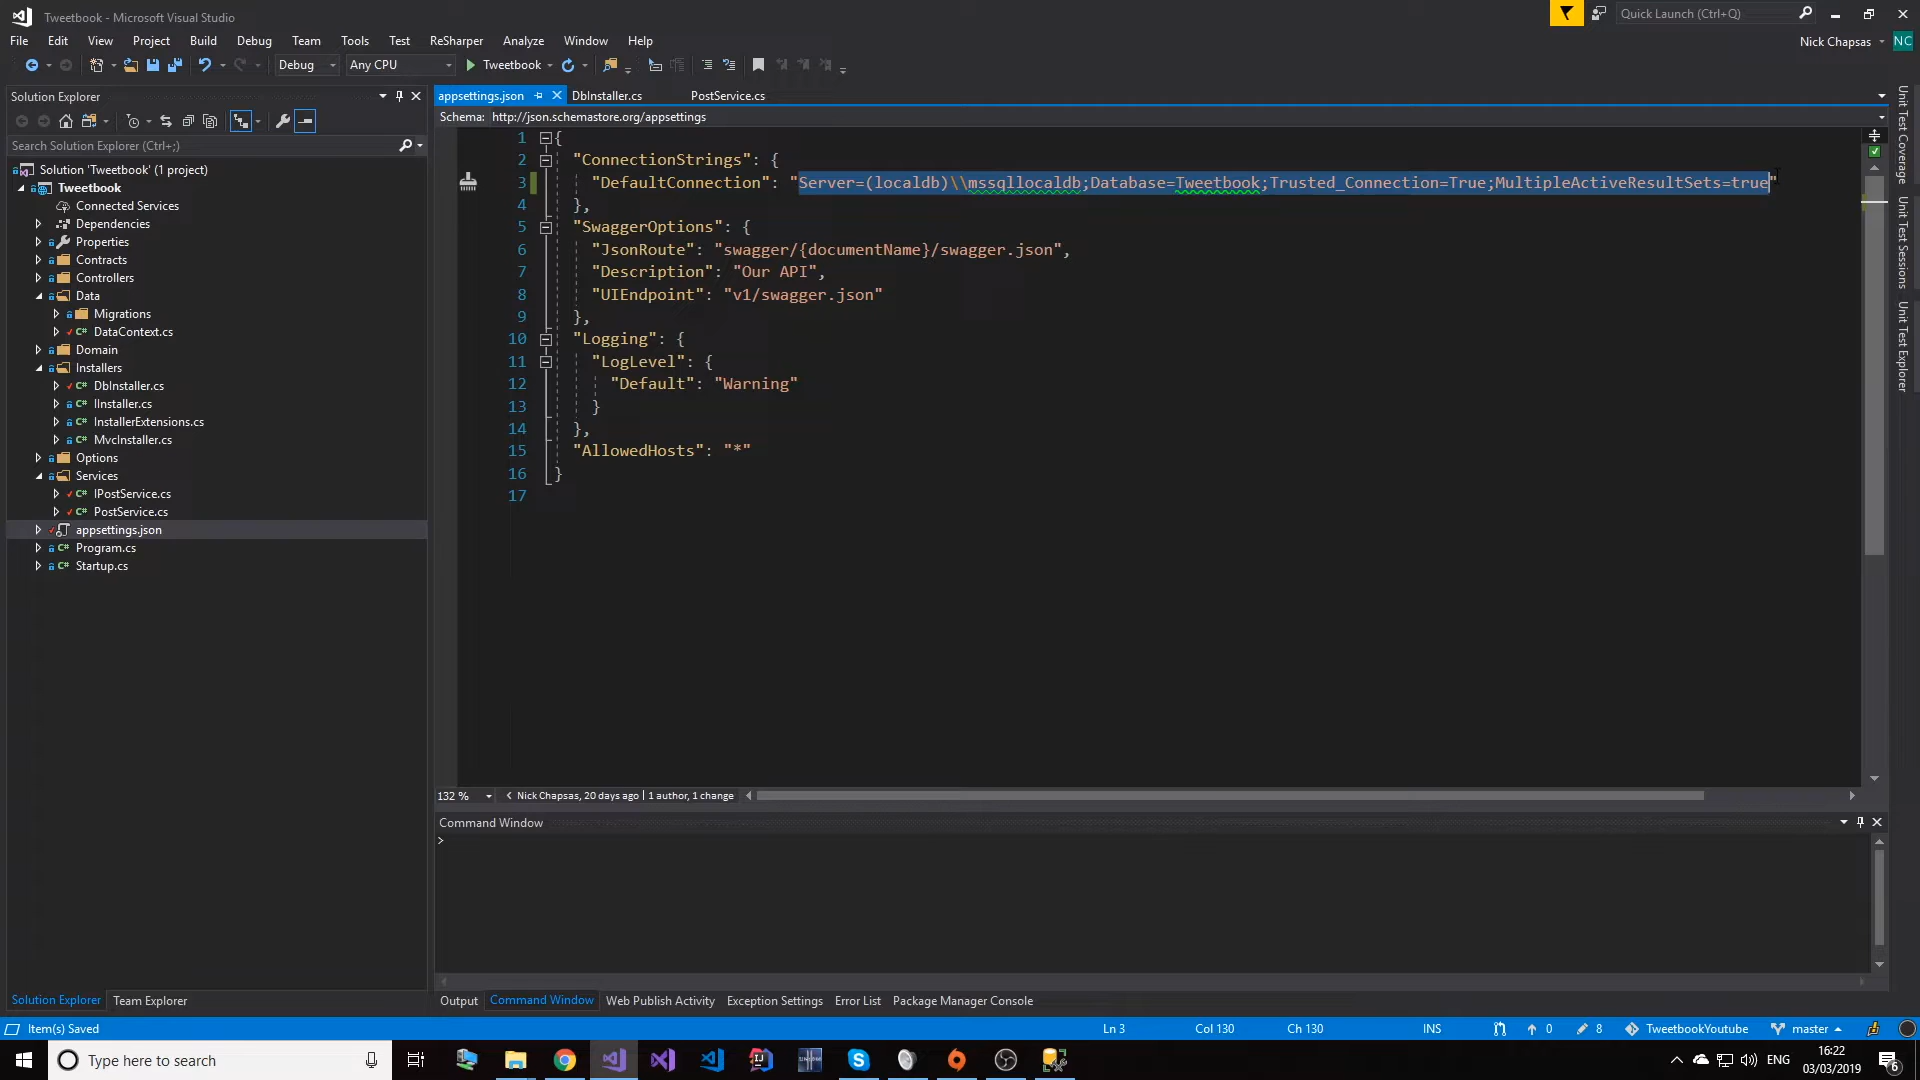 Tweetbook - Microsoft Visual Studio
Quick Launch (Ctrl+Q)
File Edit View Project Build Debug Team Tools Test ReSharper Analyze Window Help
Nick Chapsas NC
Debug Any CPU Tweetbook
Solution Explorer
Search Solution Explorer (Ctrl+;)
Solution 'Tweetbook' (1 project)
Tweetbook
Connected Services
Dependencies
Properties
Contracts
Controllers
Data
Migrations
C# DataContext.cs
Domain
Installers
C# DbInstaller.cs
C# IInstaller.cs
C# InstallerExtensions.cs
C# MvcInstaller.cs
Options
Services
C# IPostService.cs
C# PostService.cs
appsettings.json
C# Program.cs
C# Startup.cs
Solution Explorer Team Explorer
appsettings.json DbInstaller.cs PostService.cs
Schema: http://json.schemastore.org/appsettings
1 {
2 "ConnectionStrings": {
3 "DefaultConnection": "Server=(localdb)\\mssqllocaldb;Database=Tweetbook;Trusted_Connection=True;MultipleActiveResultSets=true"
4 },
5 "SwaggerOptions": {
6 "JsonRoute": "swagger/{documentName}/swagger.json",
7 "Description": "Our API",
8 "UIEndpoint": "v1/swagger.json"
9 },
10 "Logging": {
11 "LogLevel": {
12 "Default": "Warning"
13 }
14 },
15 "AllowedHosts": "*"
16 }
17
132 % Nick Chapsas, 20 days ago | 1 author, 1 change
Command Window
>
Output Command Window Web Publish Activity Exception Settings Error List Package Manager Console
Unit Test Coverage
Unit Test Sessions
Unit Test Explorer
Item(s) Saved Ln 3 Col 130 Ch 130 INS 0 8 TweetbookYoutube master
Type here to search
ENG
16:22
03/03/2019
6